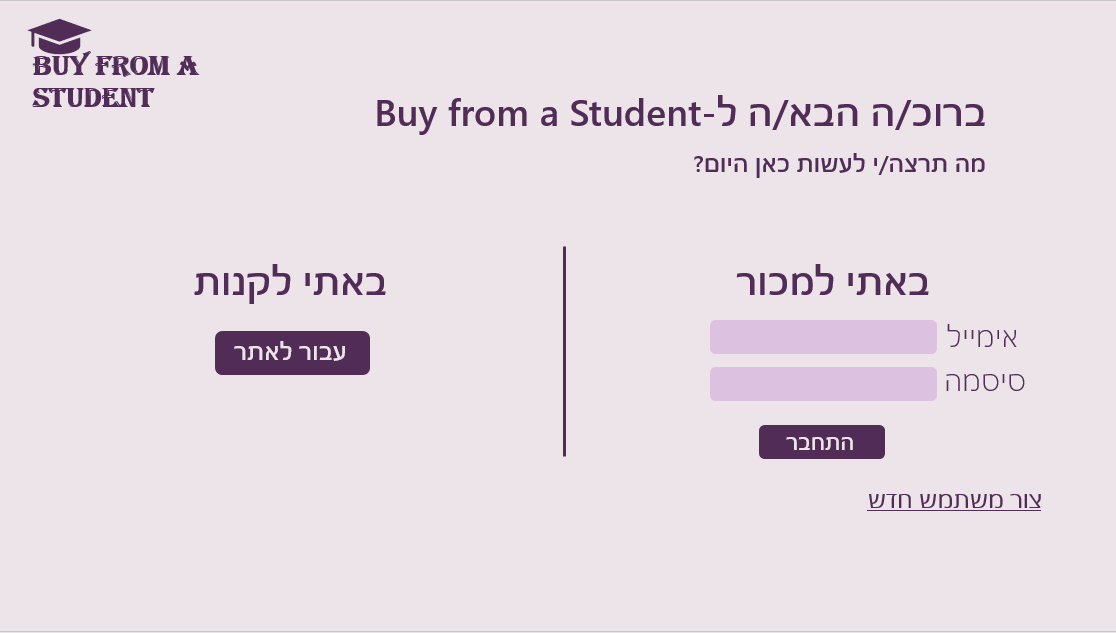 BUY FROM A
STUDENT
ברוכ/ה הבא/ה ל-Buy from a Student
מה תרצה/י לעשות כאן היום?
באתי למכור
אימייל
סיסמה
התחבר
צור משתמש חדש
באתי לקנות
עבור לאתר